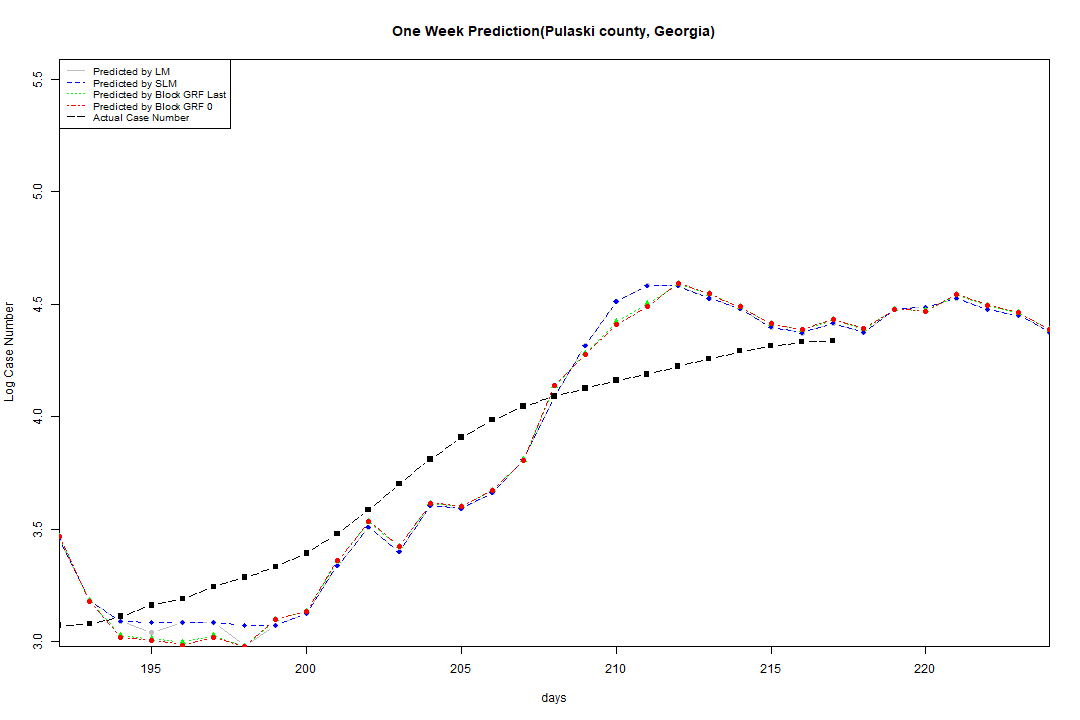 One Week Prediction(Pulaski county, Georgia)
Predicted by LM
Predicted by SLM
Predicted by Block GRF Last
Predicted by Block GRF 0
Actual Case Number
5.5
5.0
4.5
4.0
3.5
3.0
Log Case Number
195 200 205 210 215 220
days